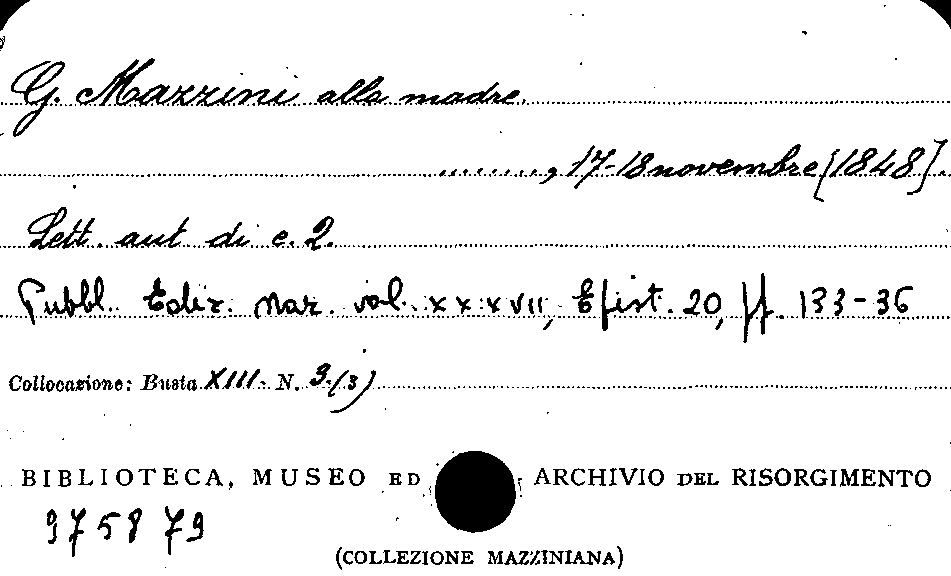 G. Mazzini alla madre.
........., 17-18 novembre [1848].
Lett. aut di c. 2.
Pubbl. Ediz. naz. vol. XXXVII, Epist. 20, pp. 133-36
Collocazione: Busta XIII. N. 9.(3)
BIBLIOTECA, MUSEO ED ARCHIVIO DEL RISORGIMENTO
975879
(COLLEZIONE MAZZINIANA)